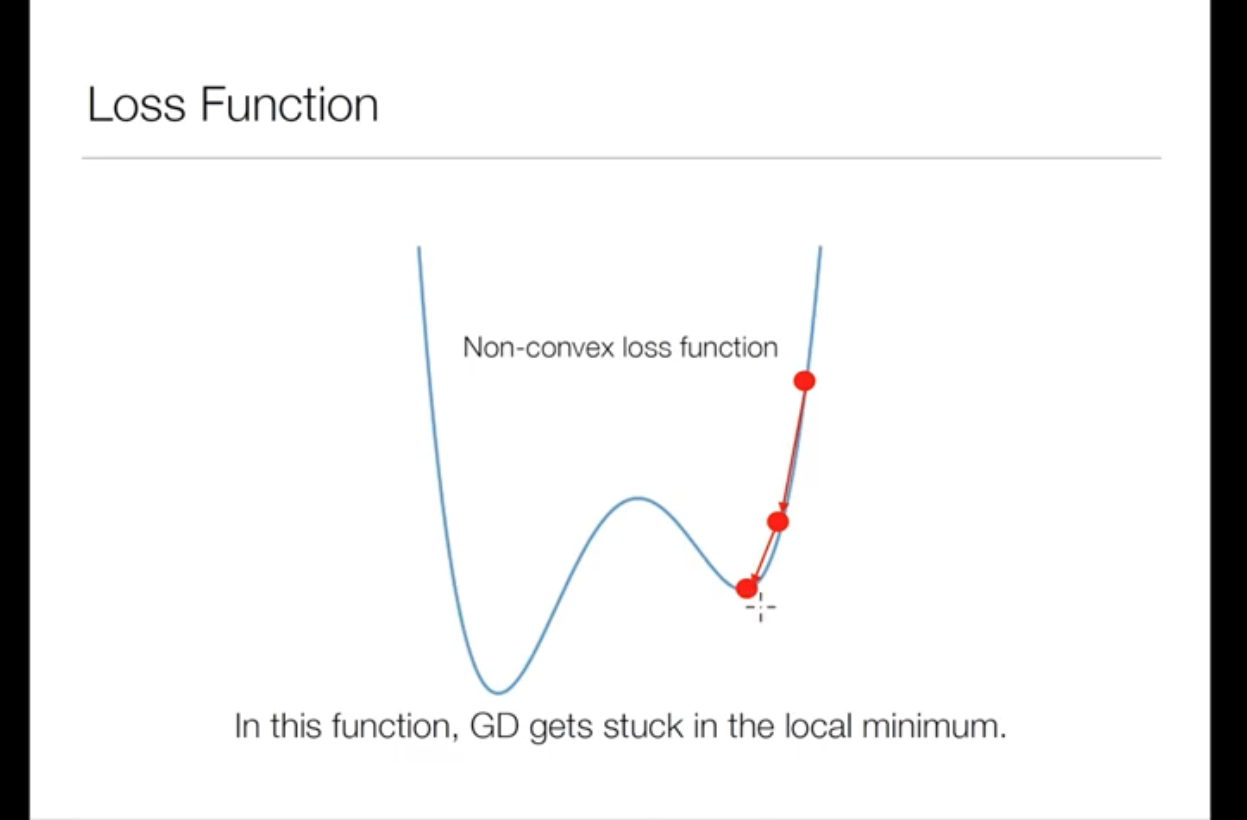 Loss Function
Non-convex loss function
In this function, GD gets stuck in the local minimum.